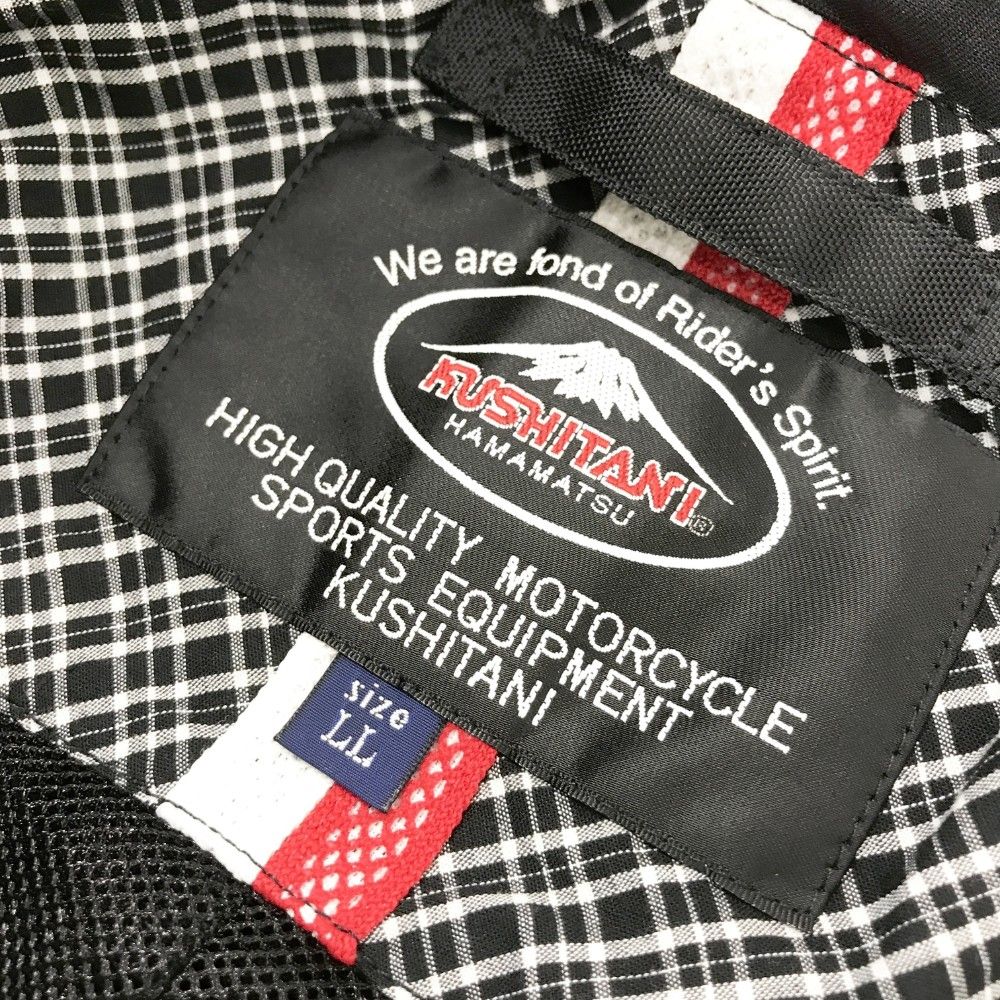 We are fond of Rider's Spirit.
KUSHITANI®
HAMAMATSU
HIGH QUALITY MOTORCYCLE
SPORTS EQUIPMENT
KUSHITANI
size
LL